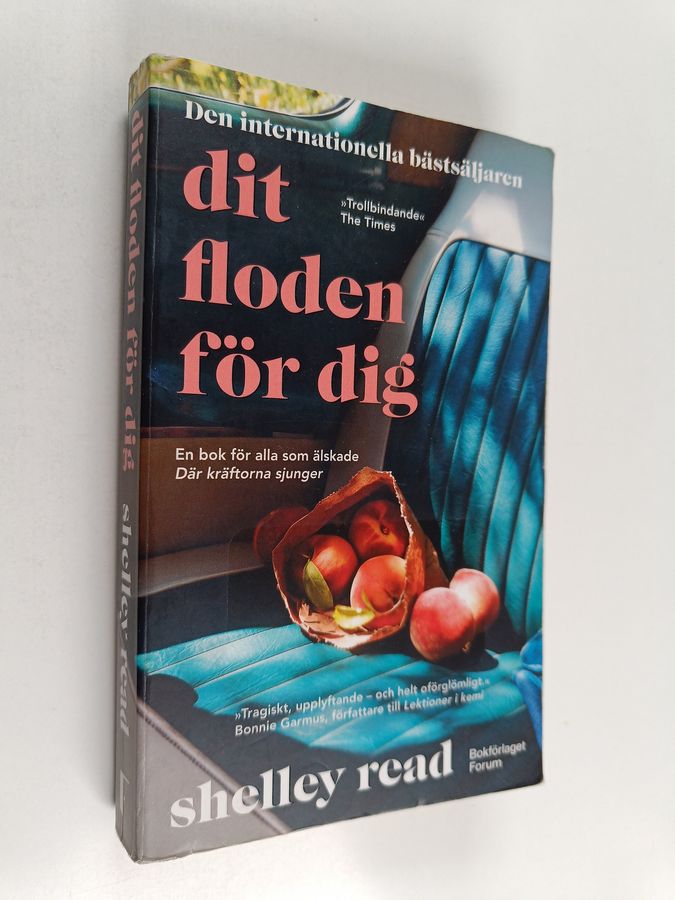 Den internationella bästsäljaren
dit
floden
för dig
»Trollbindande«
The Times
En bok för alla som älskade
Där kräftorna sjunger
»Tragiskt, upplyftande – och helt oförglömligt.«
Bonnie Garmus, författare till Lektioner i kemi
shelley read
Bokförlaget
Forum
dit floden för dig shelley read